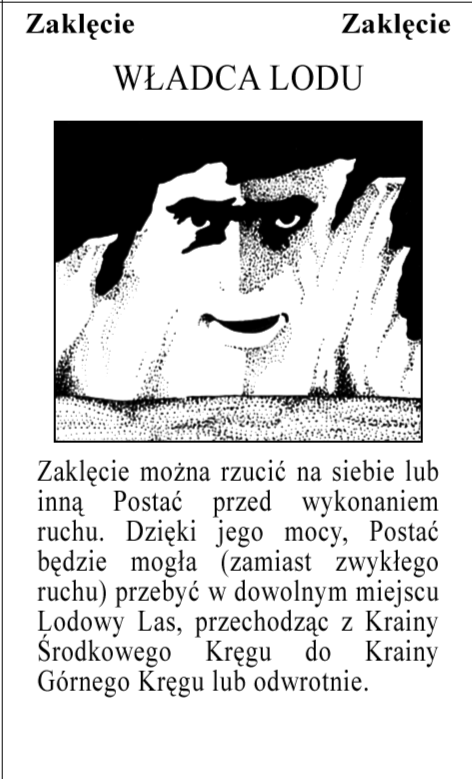 Zaklęcie Zaklęcie
WŁADCA LODU
Zaklęcie można rzucić na siebie lub
inną Postać przed wykonaniem
ruchu. Dzięki jego mocy, Postać
będzie mogła (zamiast zwykłego
ruchu) przebyć w dowolnym miejscu
Lodowy Las, przechodząc z Krainy
Środkowego Kręgu do Krainy
Górnego Kręgu lub odwrotnie.